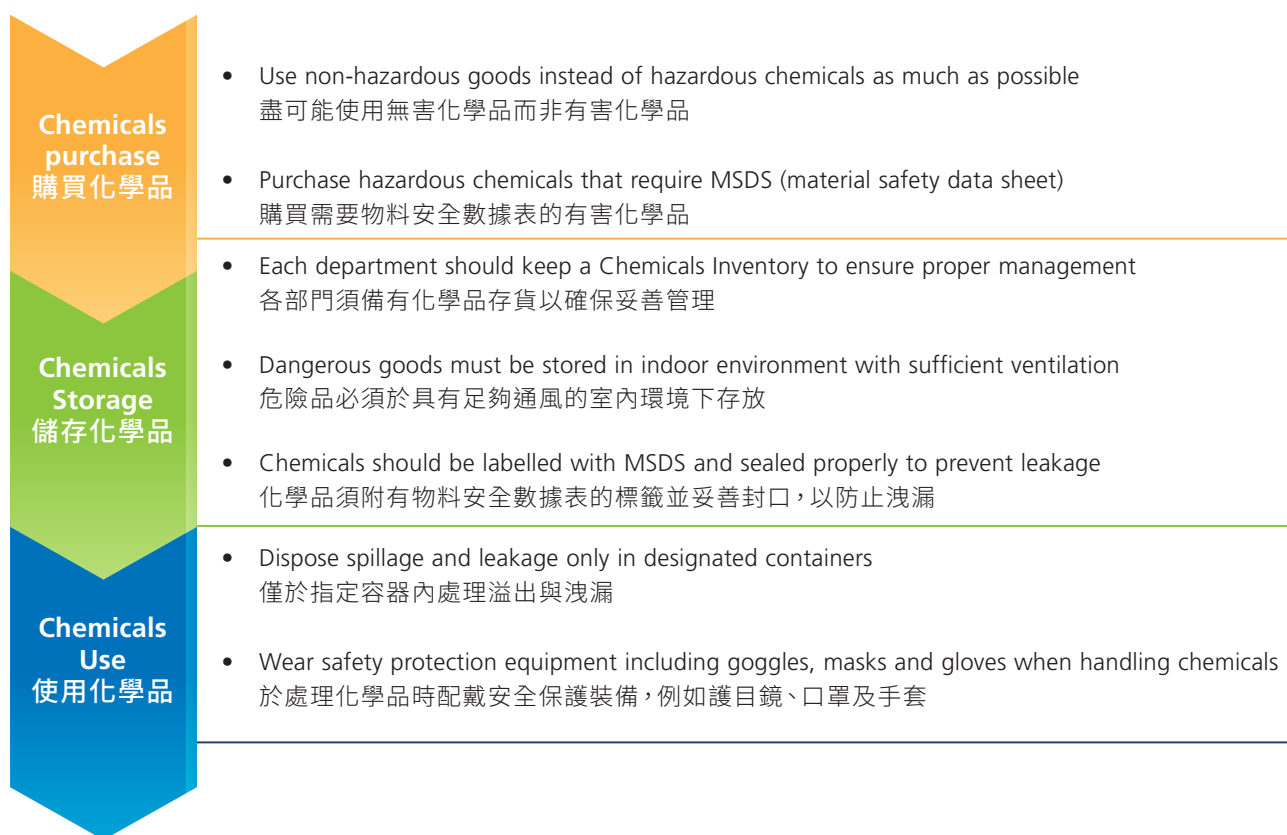 Chemicals
purchase
購買化學品
• Use non-hazardous goods instead of hazardous chemicals as much as possible
盡可能使用無害化學品而非有害化學品
• Purchase hazardous chemicals that require MSDS (material safety data sheet)
購買需要物料安全數據表的有害化學品
Chemicals
Storage
儲存化學品
• Each department should keep a Chemicals Inventory to ensure proper management
各部門須備有化學品存貨以確保妥善管理
• Dangerous goods must be stored in indoor environment with sufficient ventilation
危險品必須於具有足夠通風的室內環境下存放
• Chemicals should be labelled with MSDS and sealed properly to prevent leakage
化學品須附有物料安全數據表的標籤並妥善封口，以防止洩漏
Chemicals
Use
使用化學品
• Dispose spillage and leakage only in designated containers
僅於指定容器內處理溢出與洩漏
• Wear safety protection equipment including goggles, masks and gloves when handling chemicals
於處理化學品時配戴安全保護裝備，例如護目鏡、口罩及手套